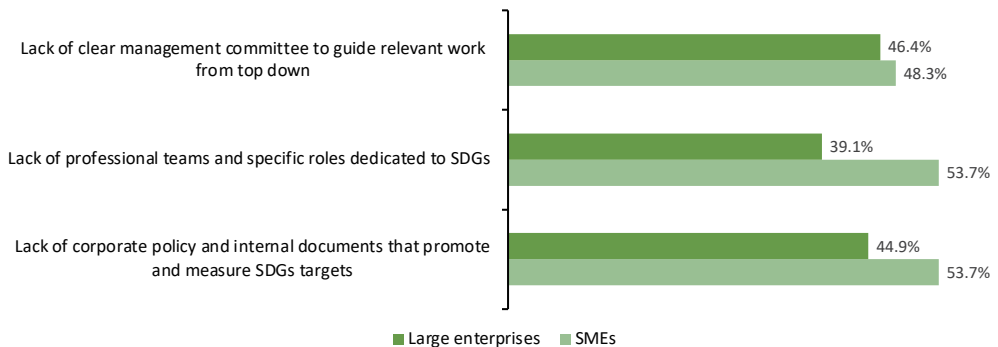 Lack of clear management committee to guide relevant work
from top down
46.4%
48.3%
Lack of professional teams and specific roles dedicated to SDGs
39.1%
53.7%
Lack of corporate policy and internal documents that promote
and measure SDGs targets
44.9%
53.7%
Large enterprises SMEs